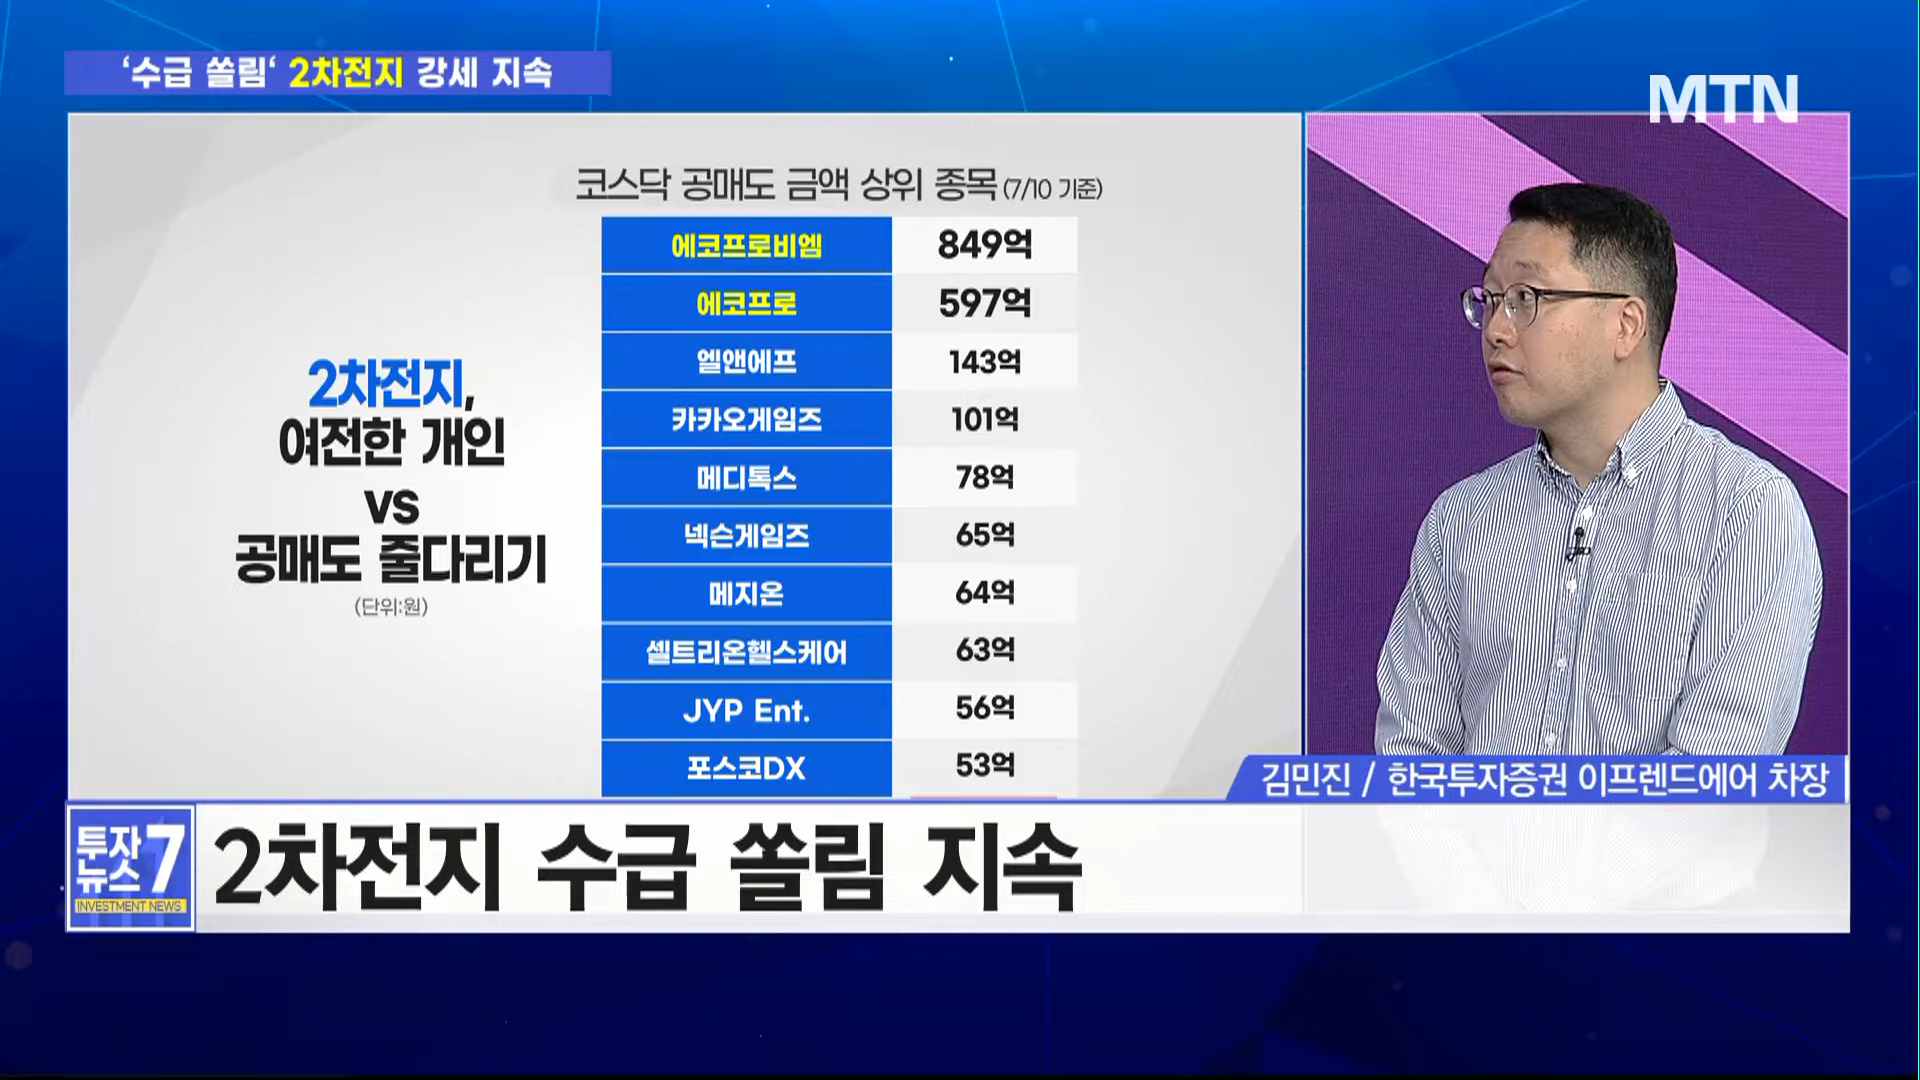 ‘수급 쏠림‘ 2차전지 강세 지속
MTN
코스닥 공매도 금액 상위 종목(7/10 기준)
2차전지,
여전한 개인
vs
공매도 줄다리기
(단위:원)
에코프로비엠 849억
에코프로 597억
엘앤에프 143억
카카오게임즈 101억
메디톡스 78억
넥슨게임즈 65억
메지온 64억
셀트리온헬스케어 63억
JYP Ent. 56억
포스코DX 53억
김민진 / 한국투자증권 이프렌드에어 차장
투자
뉴스7
INVESTMENT NEWS
2차전지 수급 쏠림 지속